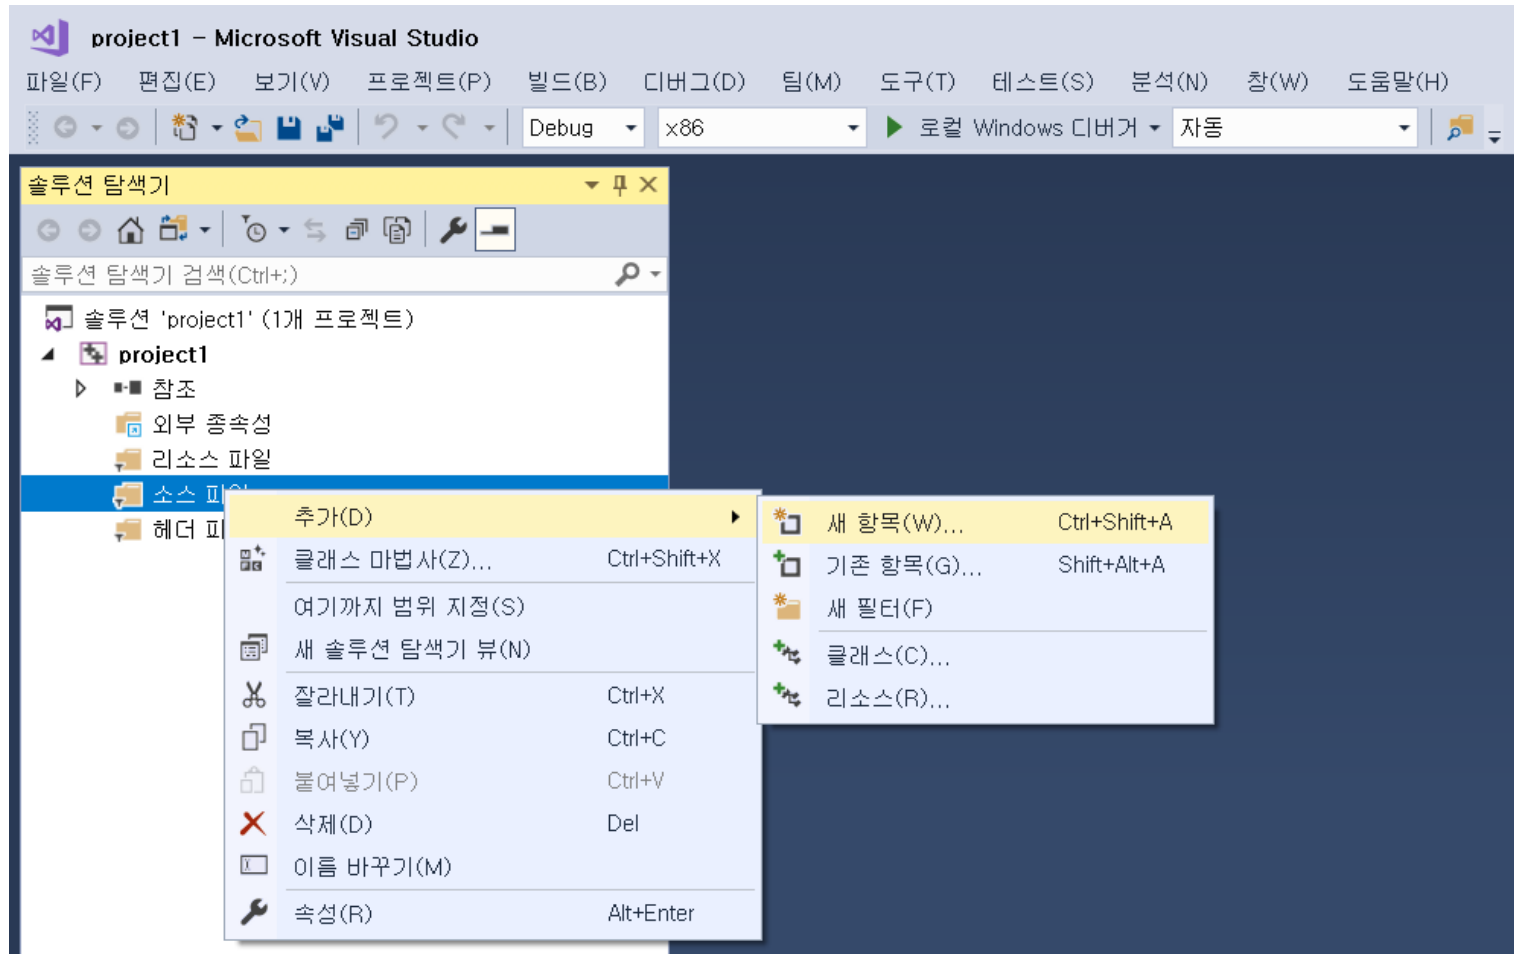 project1 – Microsoft Visual Studio
파일(F) 편집(E) 보기(V) 프로젝트(P) 빌드(B) 디버그(D) 팀(M) 도구(T) 테스트(S) 분석(N) 창(W) 도움말(H)
Debug x86 로컬 Windows 디버거 자동
솔루션 탐색기
솔루션 탐색기 검색(Ctrl+;)
솔루션 'project1' (1개 프로젝트)
project1
참조
외부 종속성
리소스 파일
소스 파일
헤더 파
추가(D)
클래스 마법사(Z)... Ctrl+Shift+X
여기까지 범위 지정(S)
새 솔루션 탐색기 뷰(N)
잘라내기(T) Ctrl+X
복사(Y) Ctrl+C
붙여넣기(P) Ctrl+V
삭제(D) Del
이름 바꾸기(M)
속성(R) Alt+Enter
새 항목(W)... Ctrl+Shift+A
기존 항목(G)... Shift+Alt+A
새 필터(F)
클래스(C)...
리소스(R)...